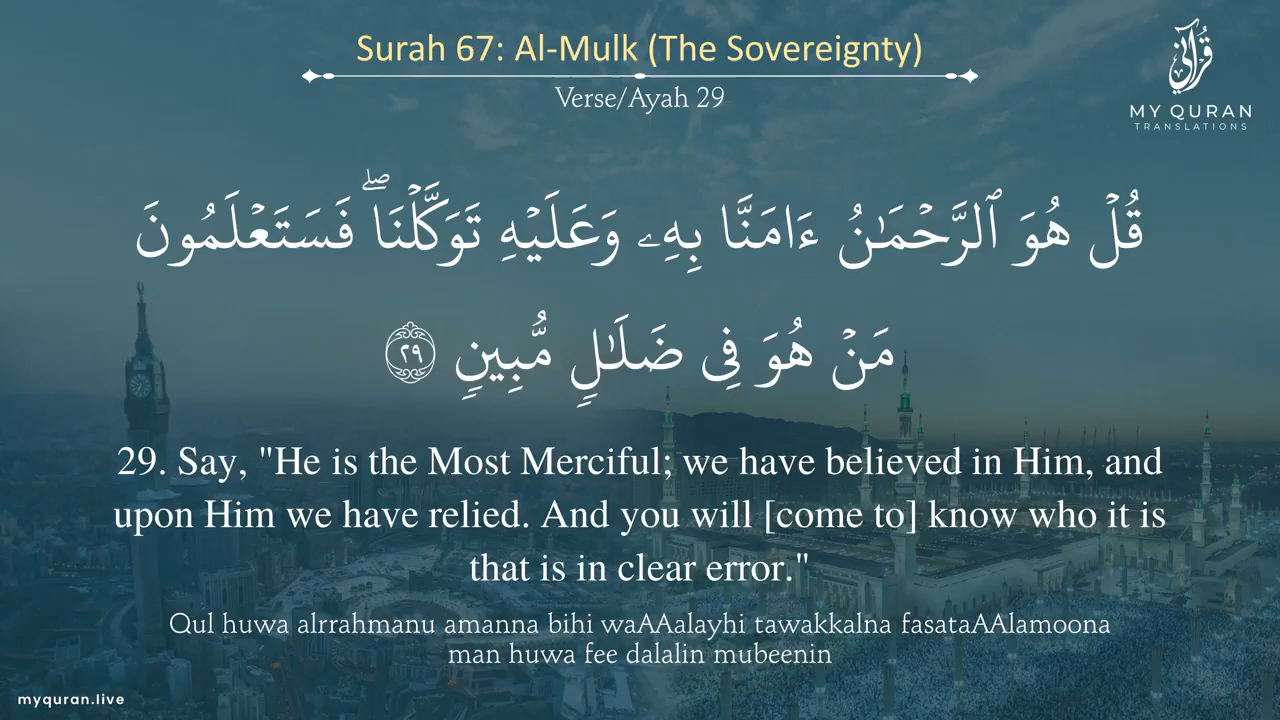 Surah 67: Al-Mulk (The Sovereignty)
Verse/Ayah 29
قُرْآنِي
MY QURAN
TRANSLATIONS
قُلۡ هُوَ ٱلرَّحۡمَـٰنُ ءَامَنَّا بِهِۦ وَعَلَيۡهِ تَوَكَّلۡنَاۖ فَسَتَعۡلَمُونَ
مَنۡ هُوَ فِى ضَلَـٰلٍ مُّبِينٍ ٢٩
29. Say, "He is the Most Merciful; we have believed in Him, and
upon Him we have relied. And you will [come to] know who it is
that is in clear error."
Qul huwa alrrahmanu amanna bihi waAAalayhi tawakkalna fasataAAlamoona
man huwa fee dalalin mubeenin
myquran.live